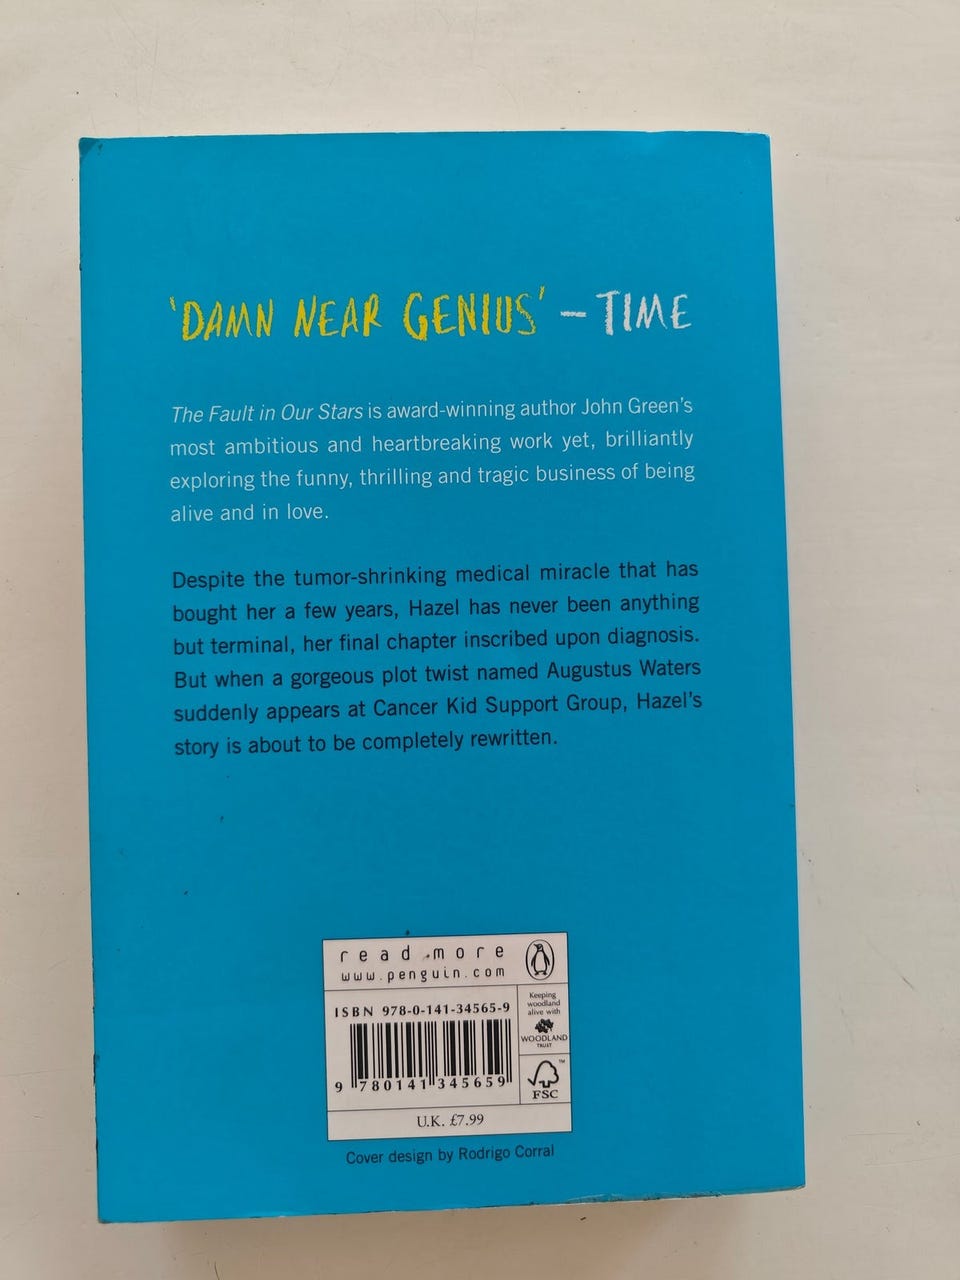 'DAMN NEAR GENIUS' – TIME
The Fault in Our Stars is award-winning author John Green's
most ambitious and heartbreaking work yet, brilliantly
exploring the funny, thrilling and tragic business of being
alive and in love.
Despite the tumor-shrinking medical miracle that has
bought her a few years, Hazel has never been anything
but terminal, her final chapter inscribed upon diagnosis.
But when a gorgeous plot twist named Augustus Waters
suddenly appears at Cancer Kid Support Group, Hazel's
story is about to be completely rewritten.
read more
www.penguin.com
ISBN 978-0-141-34565-9
9 780141 345659
Keeping
woodland
alive with
WOODLAND
TRUST
™
FSC
U.K. £7.99
Cover design by Rodrigo Corral